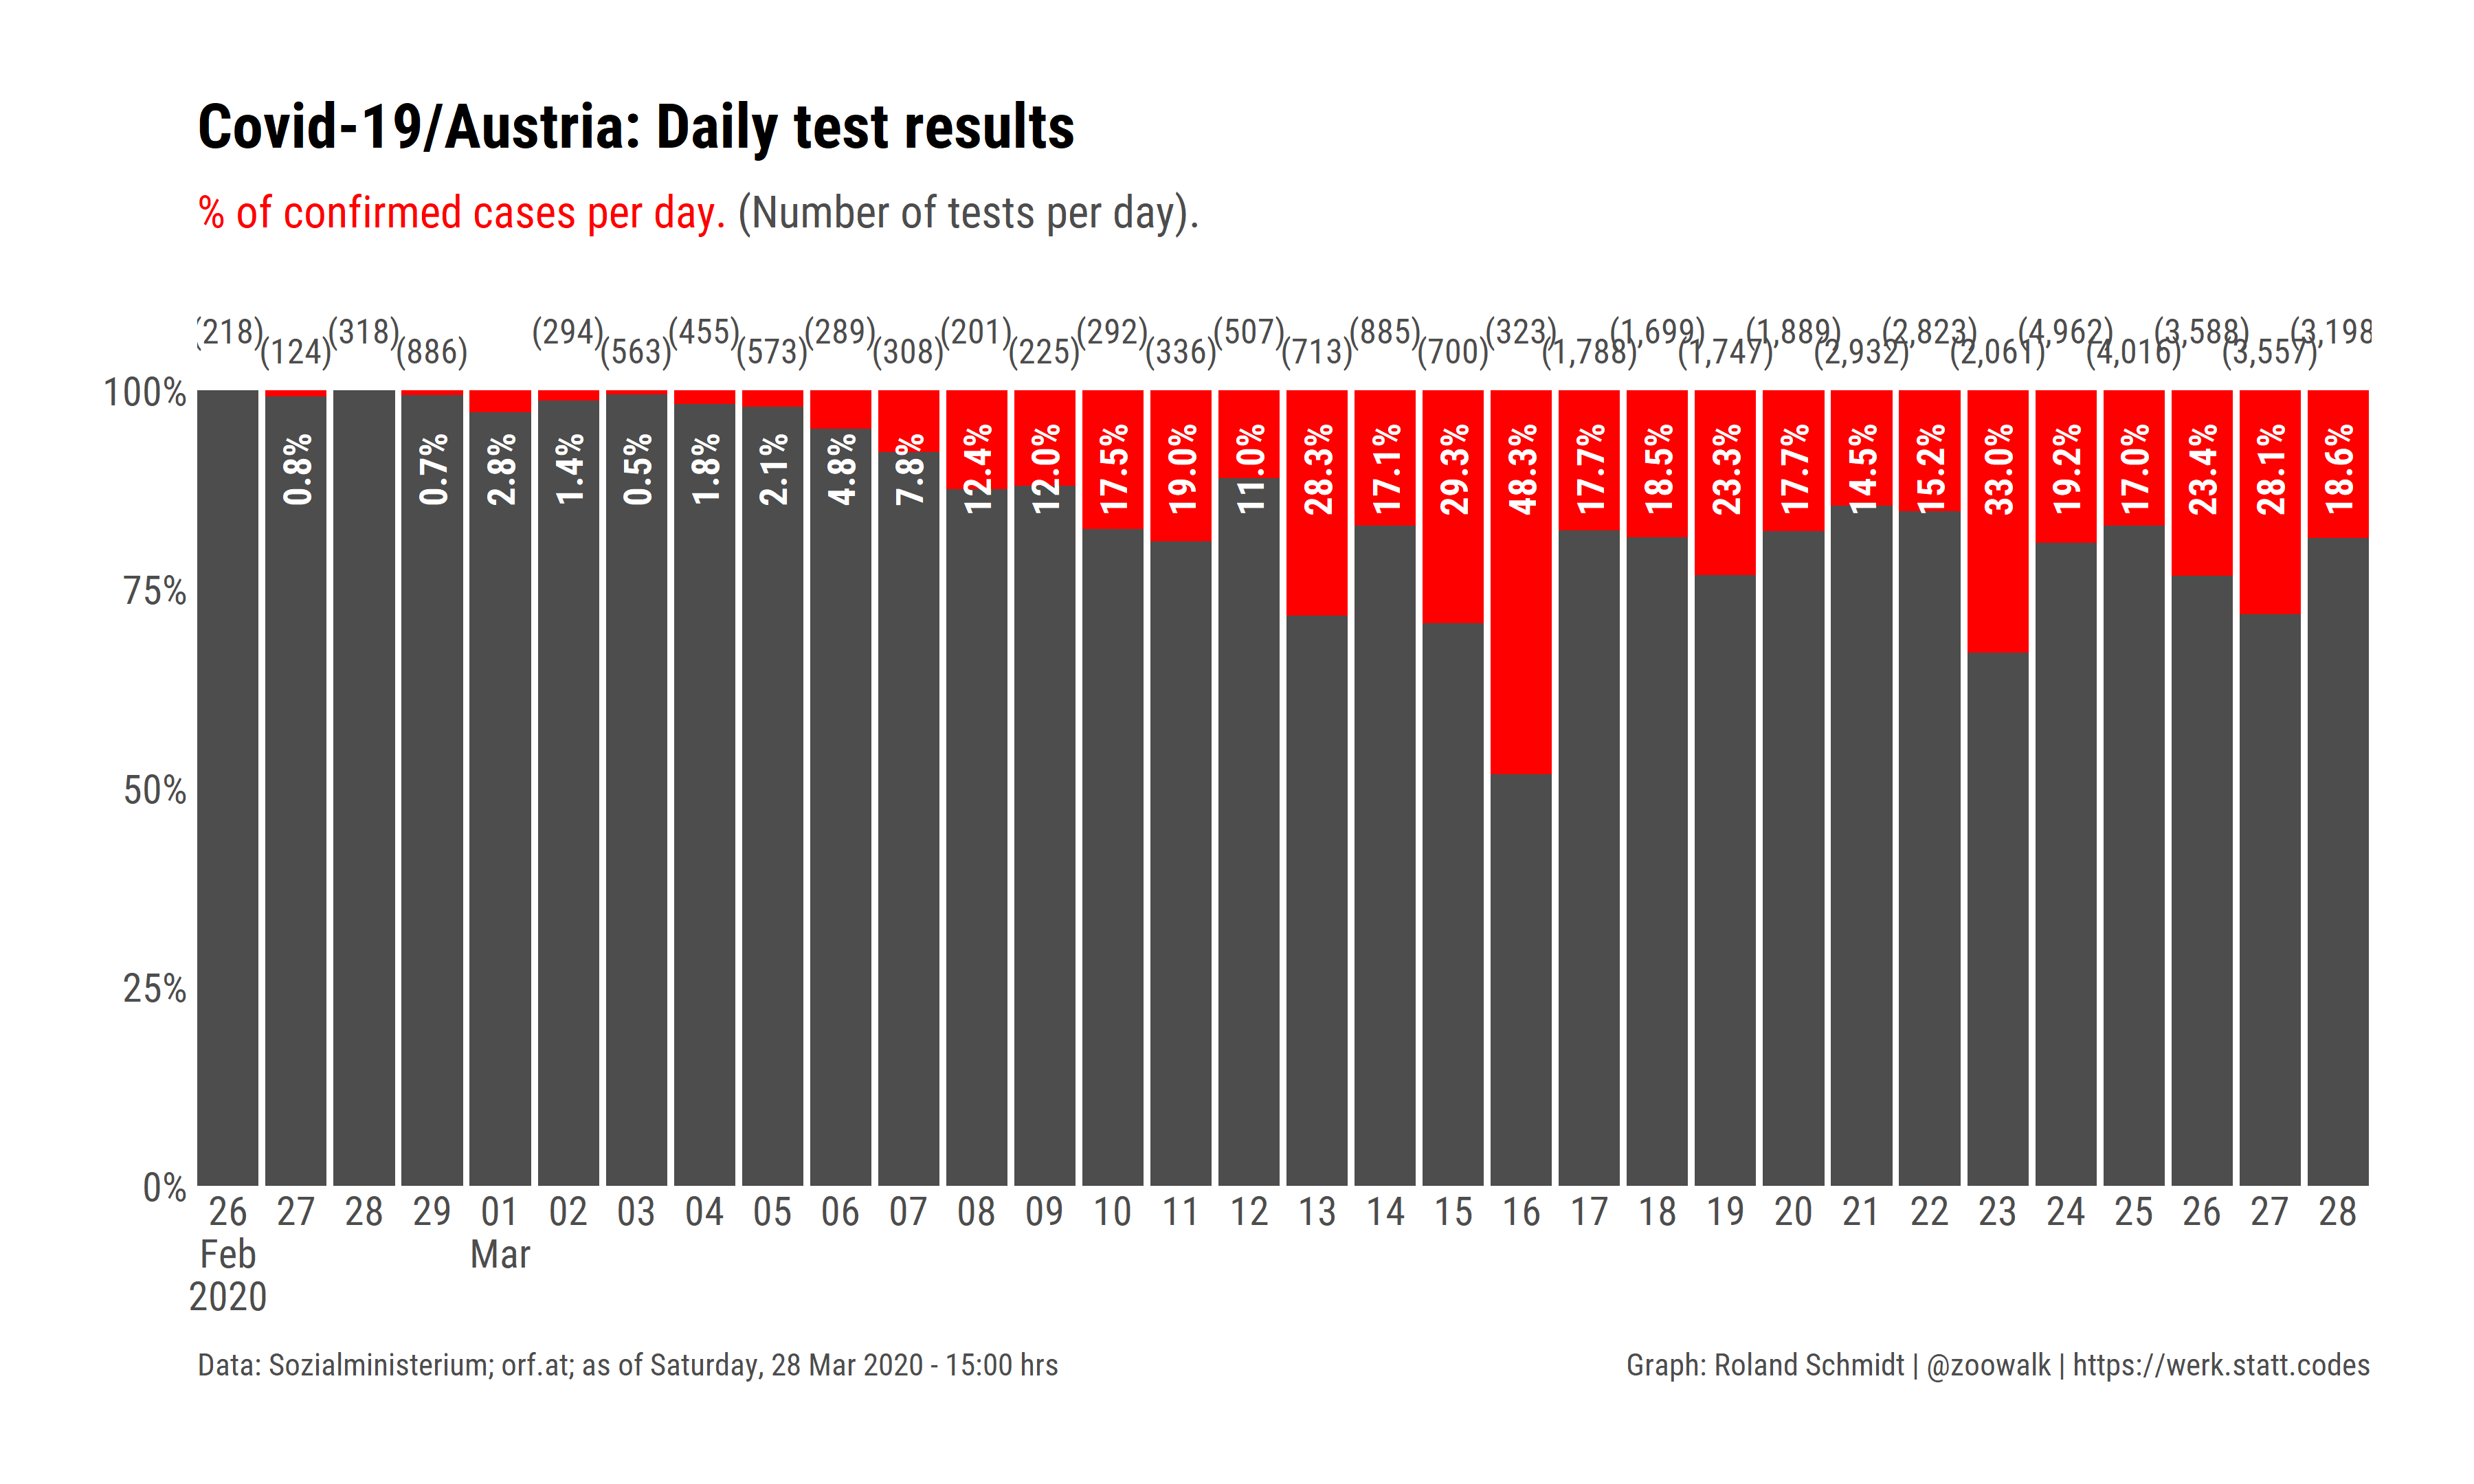 Covid-19/Austria: Daily test results
% of confirmed cases per day. (Number of tests per day).
(218) (318) (294) (455) (289) (201) (292) (507) (885) (323) (1,699) (1,889) (2,823) (4,962) (3,588) (3,198
(124) (886) (563) (573) (308) (225) (336) (713) (700) (1,788) (1,747) (2,932) (2,061) (4,016) (3,557)
100%
0.8% 0.7% 2.8% 1.4% 0.5% 1.8% 2.1% 4.8% 7.8% 12.4% 12.0% 17.5% 19.0% 11.0% 28.3% 17.1% 29.3% 48.3% 17.7% 18.5% 23.3% 17.7% 14.5% 15.2% 33.0% 19.2% 17.0% 23.4% 28.1% 18.6%
75%
50%
25%
0%
26 27 28 29 01 02 03 04 05 06 07 08 09 10 11 12 13 14 15 16 17 18 19 20 21 22 23 24 25 26 27 28
Feb Mar
2020
Data: Sozialministerium; orf.at; as of Saturday, 28 Mar 2020 - 15:00 hrs
Graph: Roland Schmidt | @zoowalk | https://werk.statt.codes